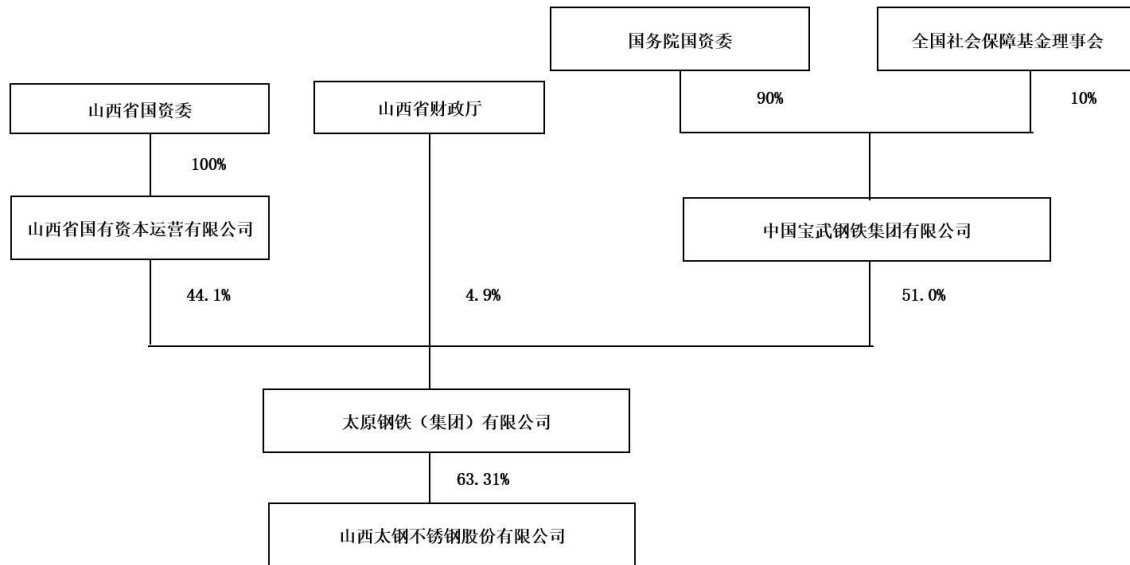 国务院国资委
全国社会保障基金理事会
山西省国资委
山西省财政厅
90%
10%
100%
山西省国有资本运营有限公司
中国宝武钢铁集团有限公司
44.1%
4.9%
51.0%
太原钢铁（集团）有限公司
63.31%
山西太钢不锈钢股份有限公司